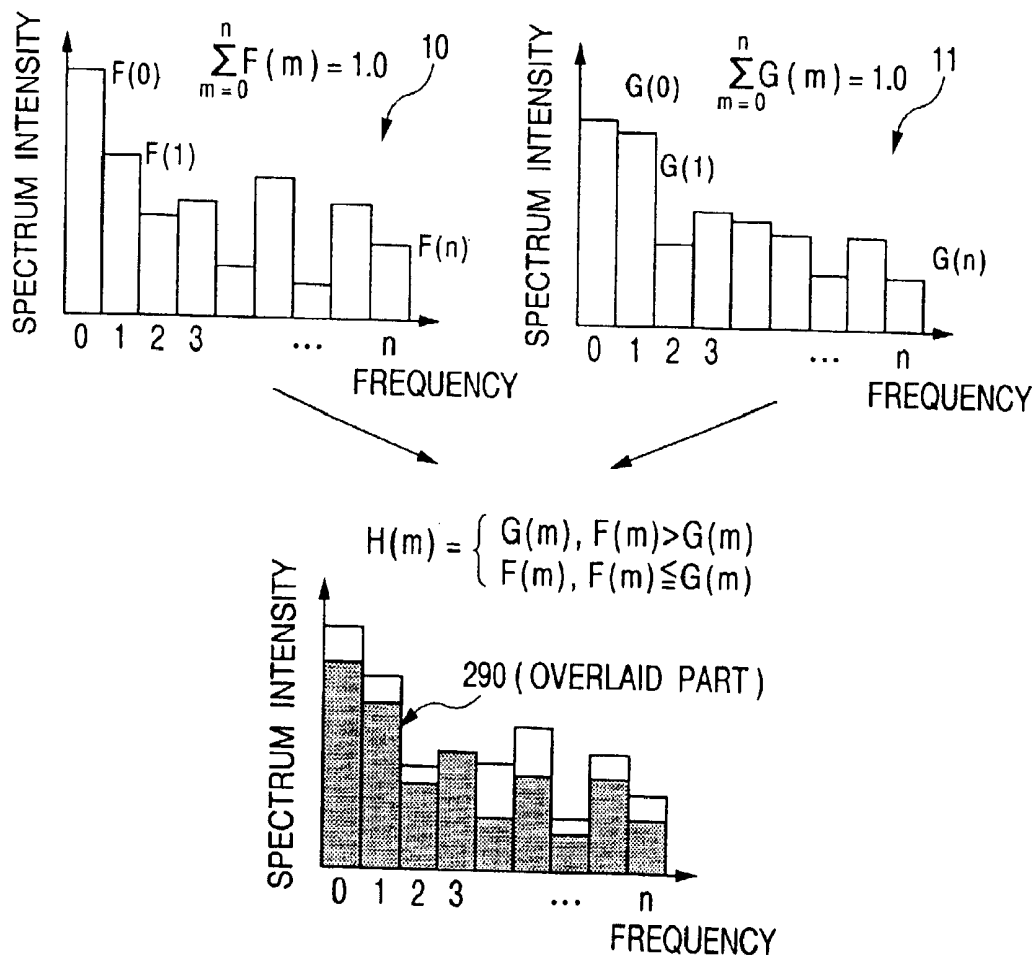 SPECTRUM INTENSITY
F(0)
n
∑ F(m) = 1.0
m = 0
10
F(1)
F(n)
0 1 2 3 ... n
FREQUENCY
SPECTRUM INTENSITY
G(0)
n
∑ G(m) = 1.0
m = 0
11
G(1)
G(n)
0 1 2 3 ... n
FREQUENCY
H(m) = { G(m), F(m)>G(m)
F(m), F(m)≦G(m)
SPECTRUM INTENSITY
290 (OVERLAID PART)
0 1 2 3 ... n
FREQUENCY